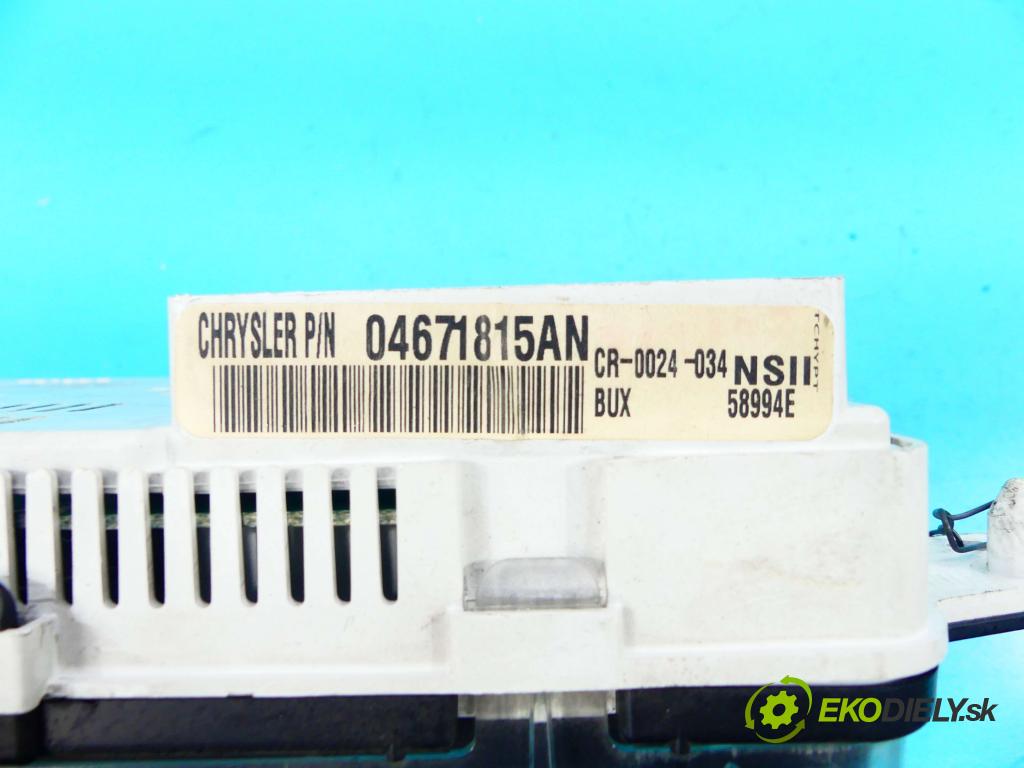 CHRYSLER P/N 04671815AN
CR-0024-034 NSII
BUX 58994E
TCHYPT
EKODIELY.sk